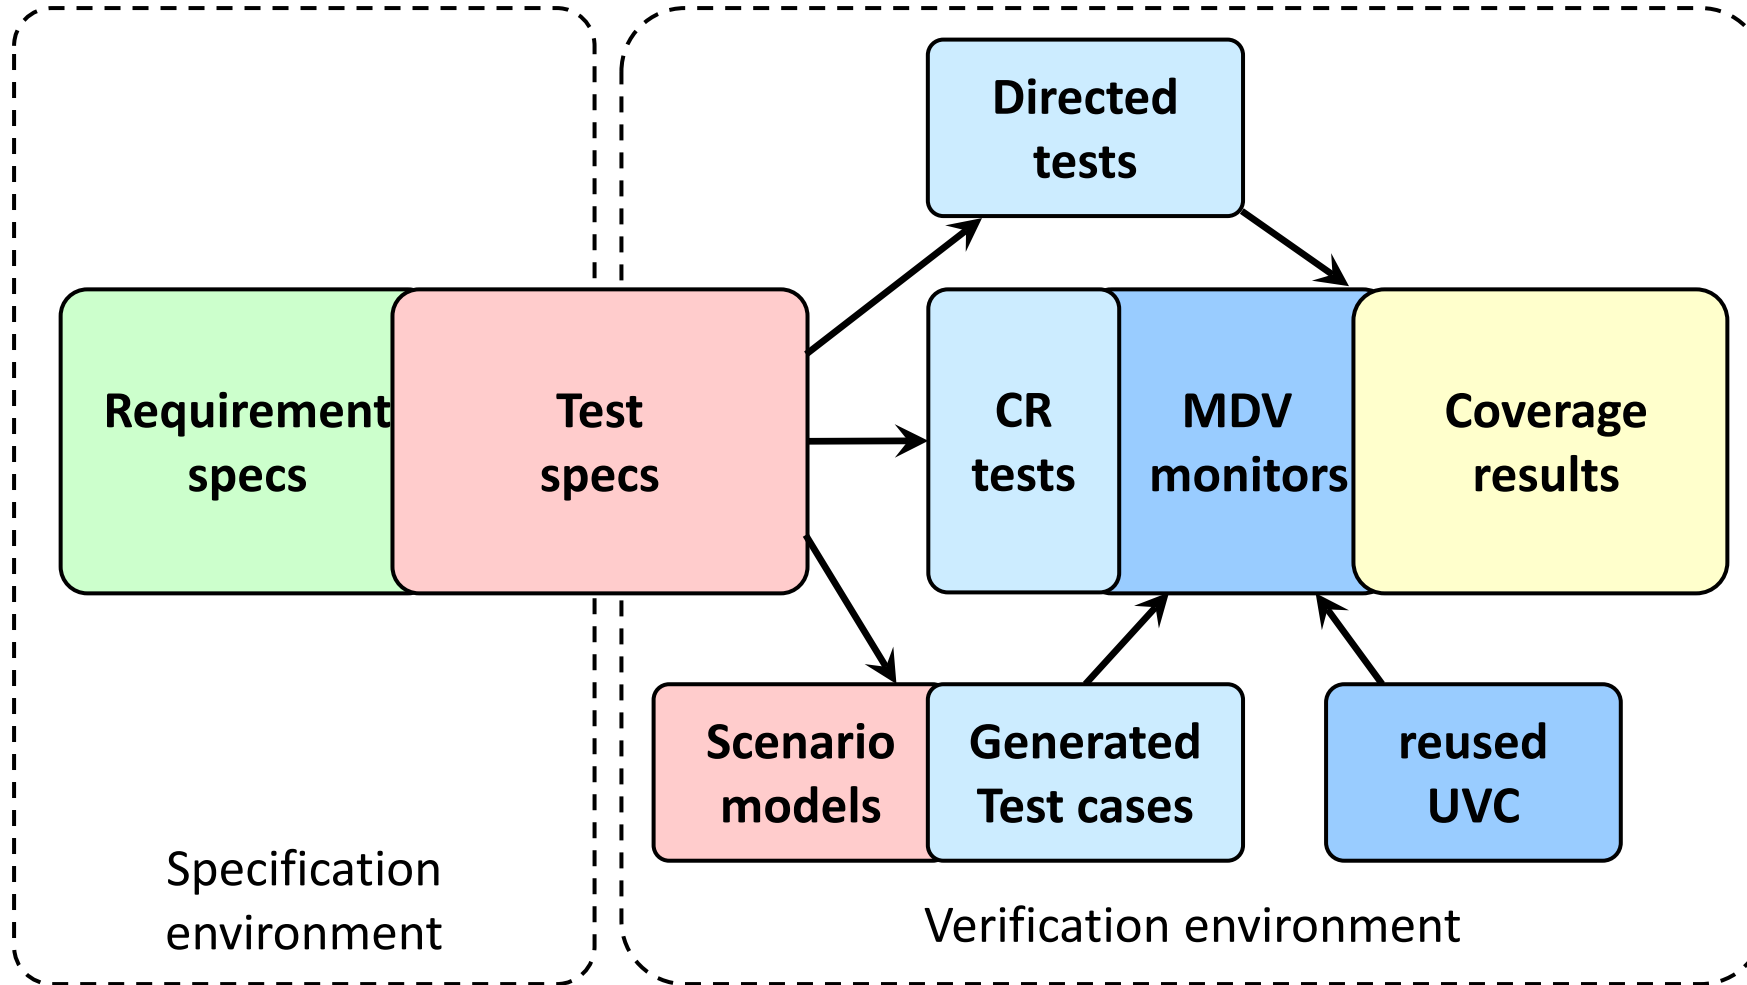 Directed
tests
Requirement
specs
Test
specs
CR
tests
MDV
monitors
Coverage
results
Scenario
models
Generated
Test cases
reused
UVC
Specification
environment
Verification environment